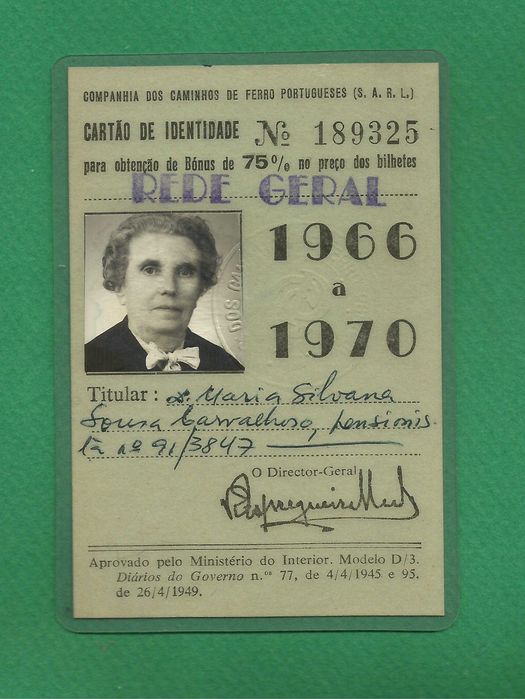 COMPANHIA DOS CAMINHOS DE FERRO PORTUGUESES (S. A. R. L.)
CARTÃO DE IDENTIDADE Nº 189325
para obtenção de Bónus de 75% no preço dos bilhetes
REDE GERAL
1966
a
1970
Titular: D. Maria Silvana
Sousa Carvalhoso, pensionis-
ta nº 91/3847
O Director-Geral
Aprovado pelo Ministério do Interior. Modelo D/3.
Diários do Governo n.ºs 77, de 4/4/1945 e 95.
de 26/4/1949.